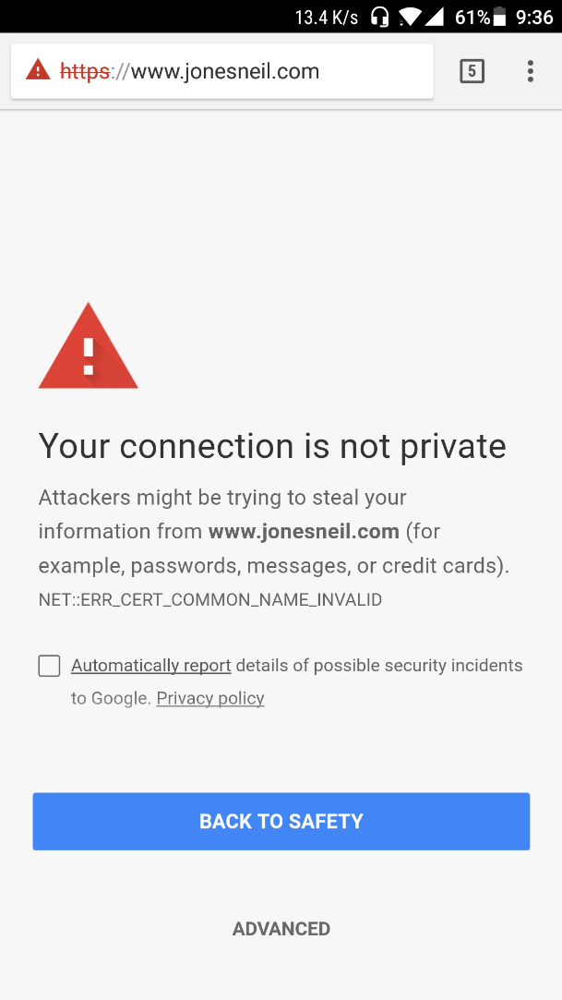 13.4 K/s 61% 9:36
https://www.jonesneil.com 5
Your connection is not private
Attackers might be trying to steal your
information from www.jonesneil.com (for
example, passwords, messages, or credit cards).
NET::ERR_CERT_COMMON_NAME_INVALID
Automatically report details of possible security incidents
to Google. Privacy policy
BACK TO SAFETY
ADVANCED